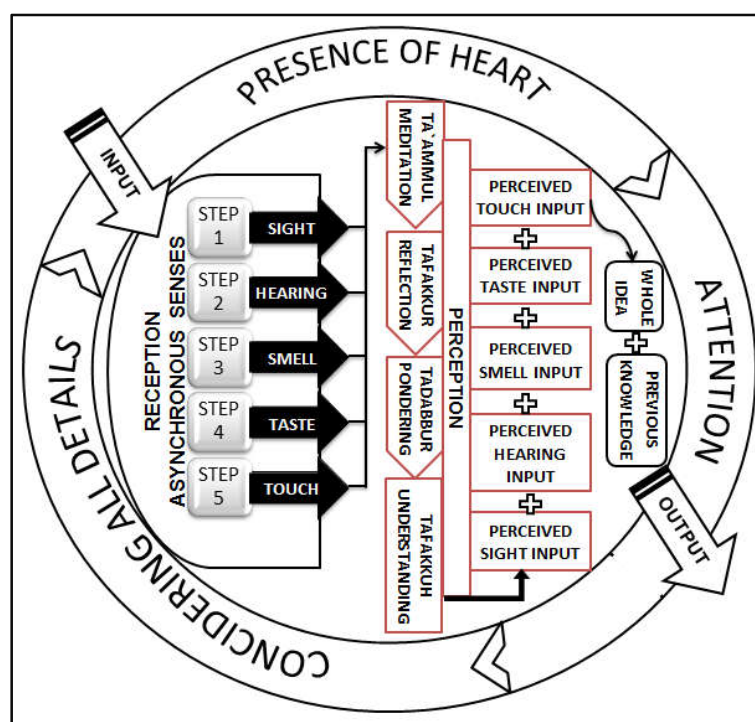 PRESENCE OF HEART
ATTENTION
CONCIDERING ALL DETAILS
INPUT
RECEPTION
ASYNCHRONOUS SENSES
STEP
1
SIGHT
STEP
2
HEARING
STEP
3
SMELL
STEP
4
TASTE
STEP
5
TOUCH
TA`AMMUL
MEDITATION
TAFAKKUR
REFLECTION
TADABBUR
PONDERING
TAFAKKUH
UNDERSTANDING
PERCEPTION
PERCEIVED
TOUCH INPUT
PERCEIVED
TASTE INPUT
PERCEIVED
SMELL INPUT
PERCEIVED
HEARING
INPUT
PERCEIVED
SIGHT INPUT
WHOLE
IDEA
PREVIOUS
KNOWLEDGE
OUTPUT